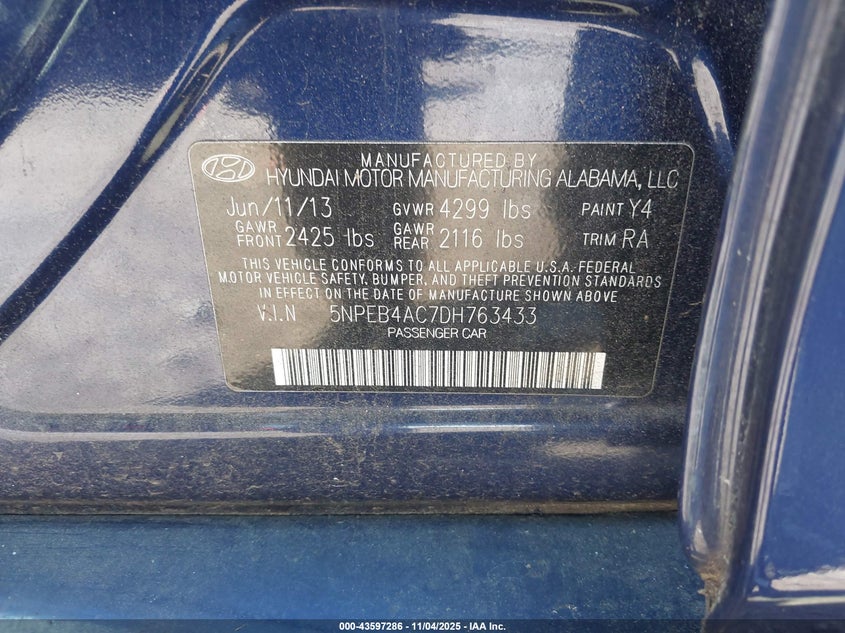 MANUFACTURED BY
HYUNDAI MOTOR MANUFACTURING ALABAMA, LLC
Jun/11/13 GVWR 4299 lbs PAINT Y4
GAWR FRONT 2425 lbs GAWR REAR 2116 lbs TRIM RA
THIS VEHICLE CONFORMS TO ALL APPLICABLE U.S.A. FEDERAL
MOTOR VEHICLE SAFETY, BUMPER, AND THEFT PREVENTION STANDARDS
IN EFFECT ON THE DATE OF MANUFACTURE SHOWN ABOVE
V.I.N 5NPEB4AC7DH763433
PASSENGER CAR
000-43597286 - 11/04/2025 - IAA Inc.